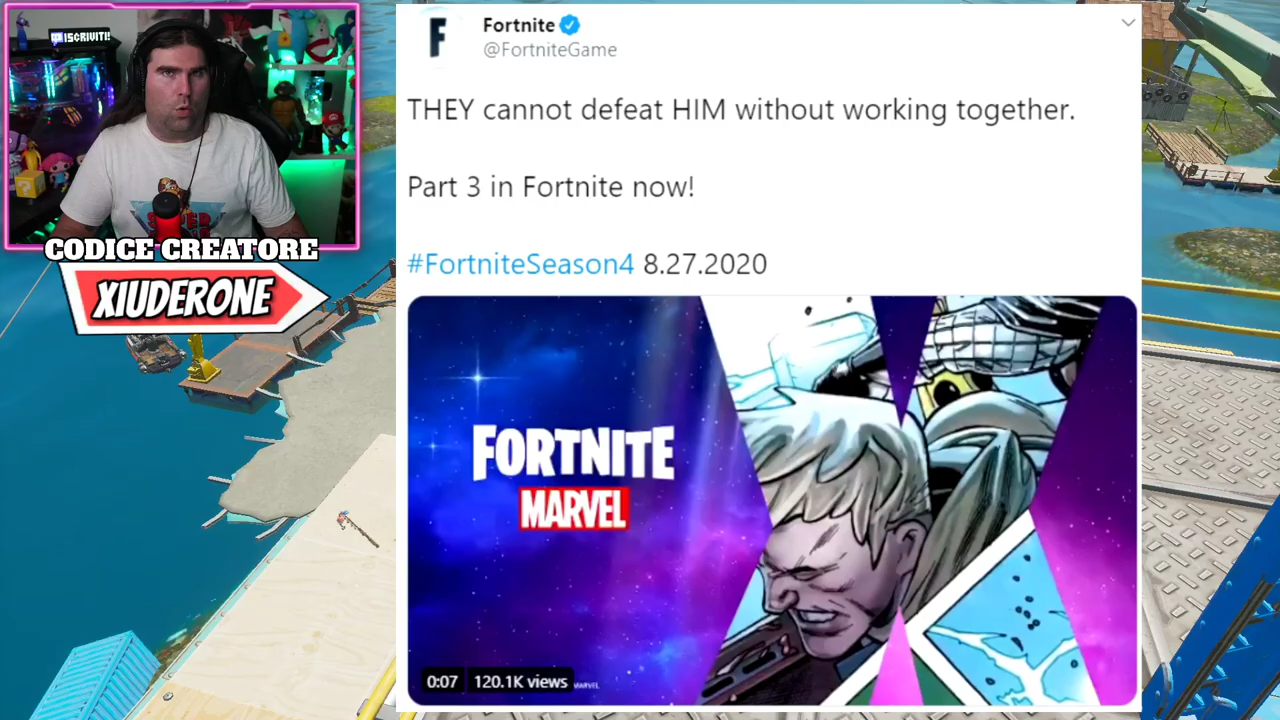 ISCRIVITI!
CODICE CREATORE
XIUDERONE
Fortnite
@FortniteGame
THEY cannot defeat HIM without working together.
Part 3 in Fortnite now!
#FortniteSeason4 8.27.2020
FORTNITE
MARVEL
0:07 120.1K views
MARVEL